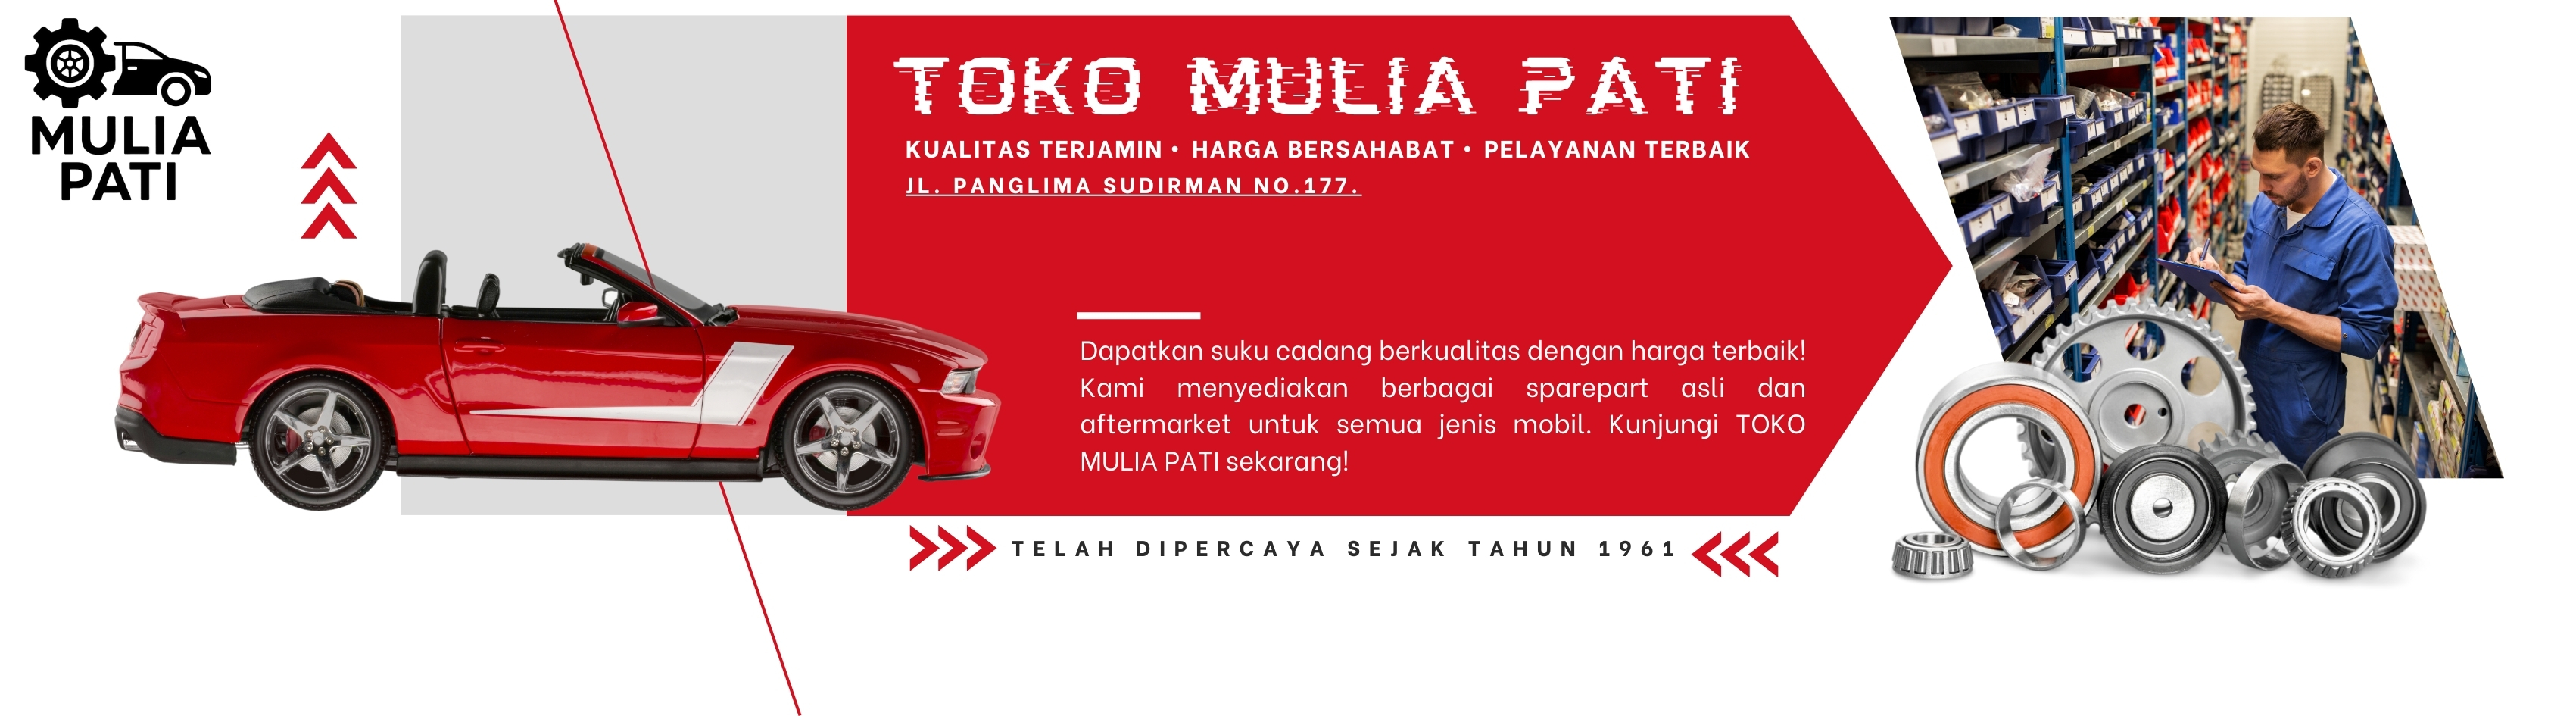 MULIA
PATI
TOKO MULIA PATI
KUALITAS TERJAMIN • HARGA BERSAHABAT • PELAYANAN TERBAIK
JL. PANGLIMA SUDIRMAN NO.177.
Dapatkan suku cadang berkualitas dengan harga terbaik!
Kami menyediakan berbagai sparepart asli dan
aftermarket untuk semua jenis mobil. Kunjungi TOKO
MULIA PATI sekarang!
TELAH DIPERCAYA SEJAK TAHUN 1961